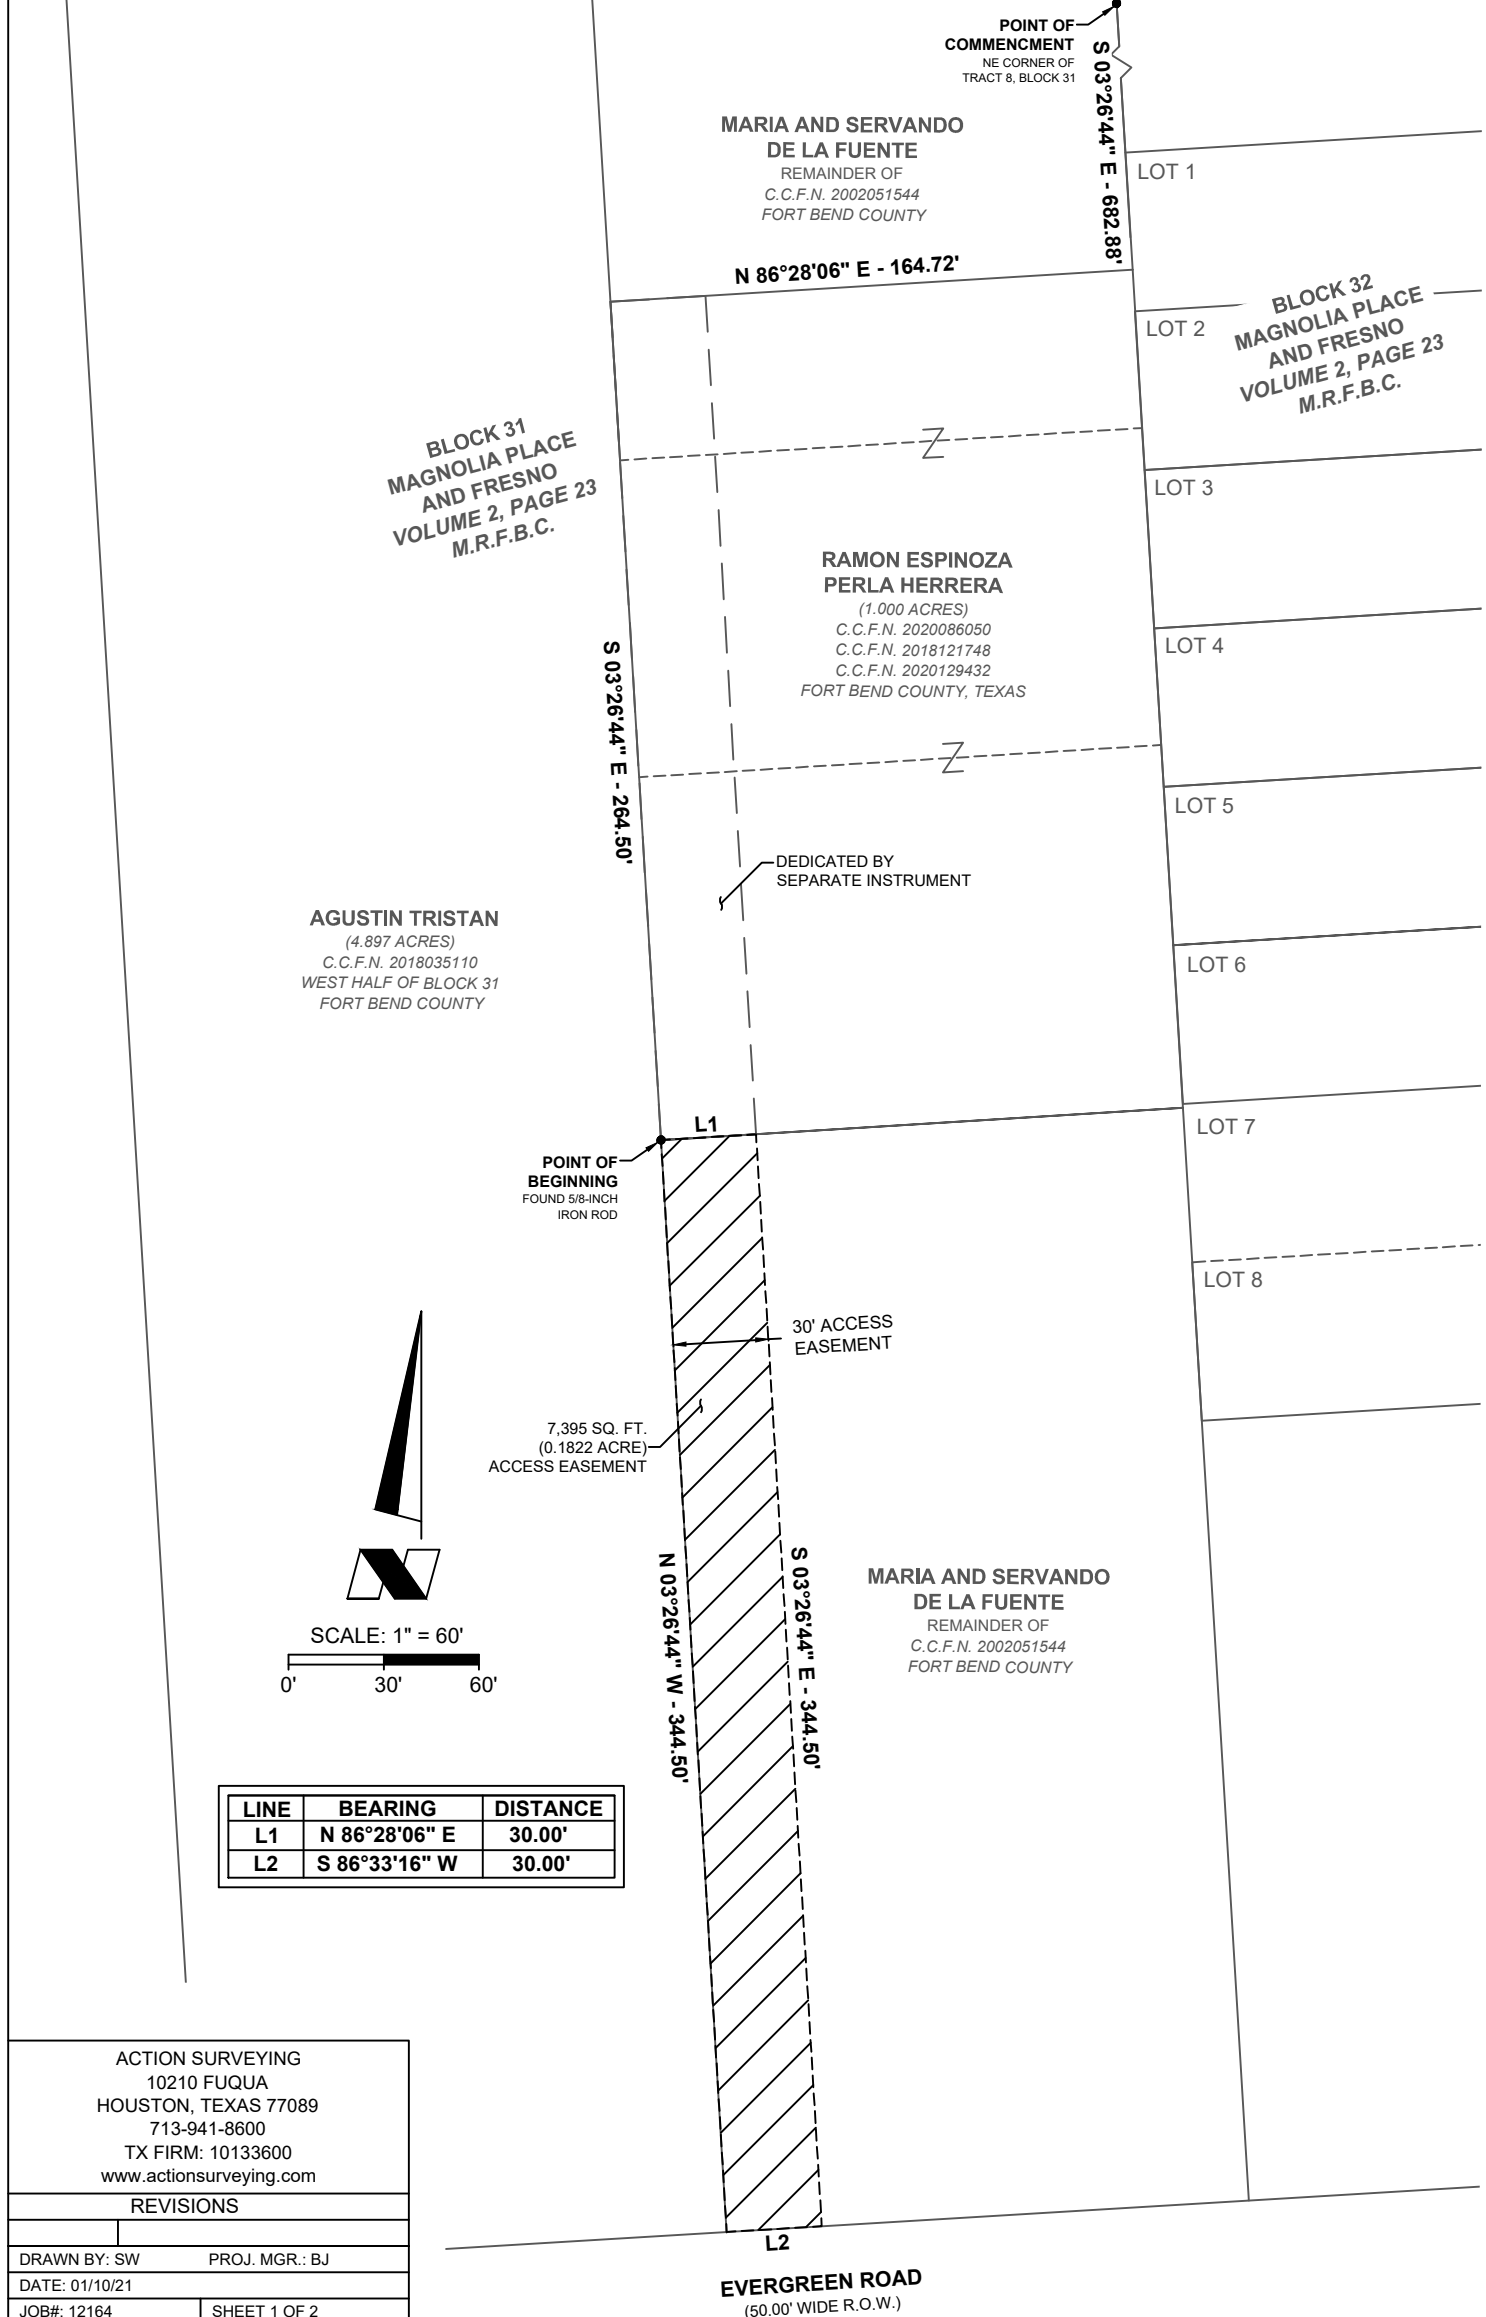 POINT OF
COMMENCMENT
NE CORNER OF
TRACT 8, BLOCK 31
S 03°26'44" E - 682.88'
MARIA AND SERVANDO
DE LA FUENTE
REMAINDER OF
C.C.F.N. 2002051544
FORT BEND COUNTY
LOT 1
N 86°28'06" E - 164.72'
LOT 2
BLOCK 32
MAGNOLIA PLACE
AND FRESNO
VOLUME 2, PAGE 23
M.R.F.B.C.
BLOCK 31
MAGNOLIA PLACE
AND FRESNO
VOLUME 2, PAGE 23
M.R.F.B.C.
LOT 3
RAMON ESPINOZA
PERLA HERRERA
(1.000 ACRES)
C.C.F.N. 2020086050
C.C.F.N. 2018121748
C.C.F.N. 2020129432
FORT BEND COUNTY, TEXAS
LOT 4
S 03°26'44" E - 264.50'
LOT 5
DEDICATED BY
SEPARATE INSTRUMENT
AGUSTIN TRISTAN
(4.897 ACRES)
C.C.F.N. 2018035110
WEST HALF OF BLOCK 31
FORT BEND COUNTY
LOT 6
L1
LOT 7
POINT OF
BEGINNING
FOUND 5/8-INCH
IRON ROD
LOT 8
30' ACCESS
EASEMENT
7,395 SQ. FT.
(0.1822 ACRE)
ACCESS EASEMENT
N 03°26'44" W - 344.50'
S 03°26'44" E - 344.50'
MARIA AND SERVANDO
DE LA FUENTE
REMAINDER OF
C.C.F.N. 2002051544
FORT BEND COUNTY
N
SCALE: 1" = 60'
0' 30' 60'
LINE BEARING DISTANCE
L1 N 86°28'06" E 30.00'
L2 S 86°33'16" W 30.00'
ACTION SURVEYING
10210 FUQUA
HOUSTON, TEXAS 77089
713-941-8600
TX FIRM: 10133600
www.actionsurveying.com
REVISIONS
DRAWN BY: SW PROJ. MGR.: BJ
DATE: 01/10/21
JOB#: 12164 SHEET 1 OF 2
L2
EVERGREEN ROAD
(50.00' WIDE R.O.W.)